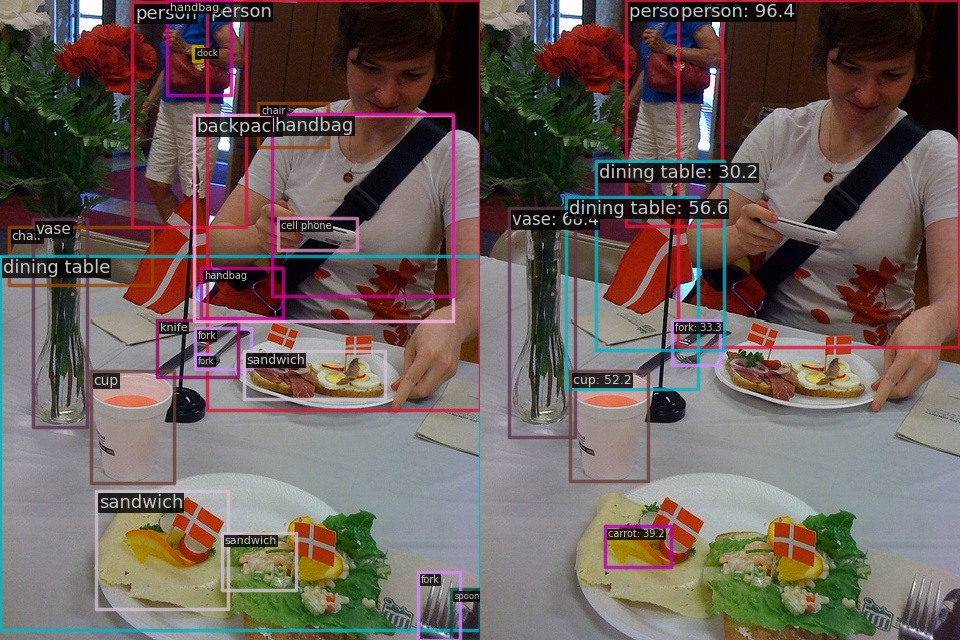 person
handbag
person
clock
chair
backpack
handbag
cell phone
chair
vase
dining table
handbag
knife
fork
fork
sandwich
cup
sandwich
sandwich
fork
spoon
person: 96.4
dining table: 30.2
dining table: 56.6
vase: 68.4
fork: 33.3
cup: 52.2
carrot: 39.2